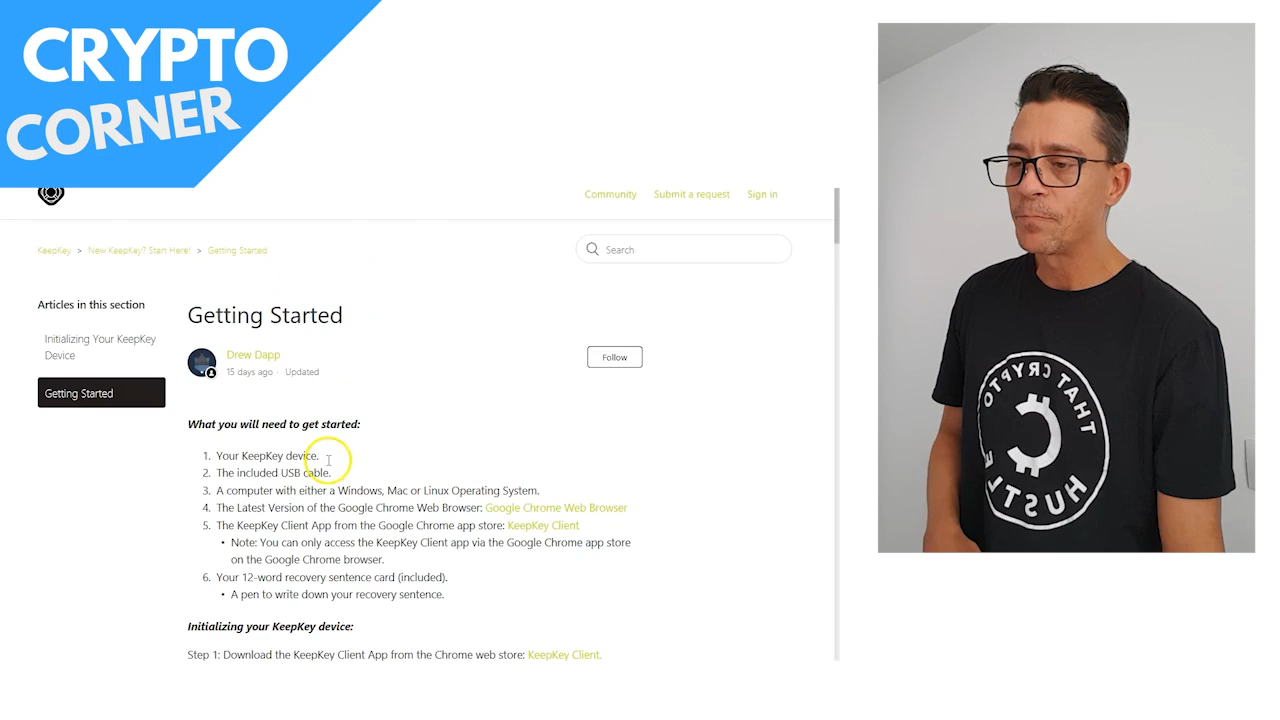 CRYPTO
CORNER
Community Submit a request Sign in
KeepKey > New KeepKey? Start Here! > Getting Started
Search
Articles in this section
Initializing Your KeepKey
Device
Getting Started
Getting Started
Drew Dapp
15 days ago · Updated
Follow
What you will need to get started:
1. Your KeepKey device.
2. The included USB cable.
3. A computer with either a Windows, Mac or Linux Operating System.
4. The Latest Version of the Google Chrome Web Browser: Google Chrome Web Browser
5. The KeepKey Client App from the Google Chrome app store: KeepKey Client
• Note: You can only access the KeepKey Client app via the Google Chrome app store
on the Google Chrome browser.
6. Your 12-word recovery sentence card (included).
• A pen to write down your recovery sentence.
Initializing your KeepKey device:
Step 1: Download the KeepKey Client App from the Chrome web store: KeepKey Client.
THAT CRYPTO
HUSTLE